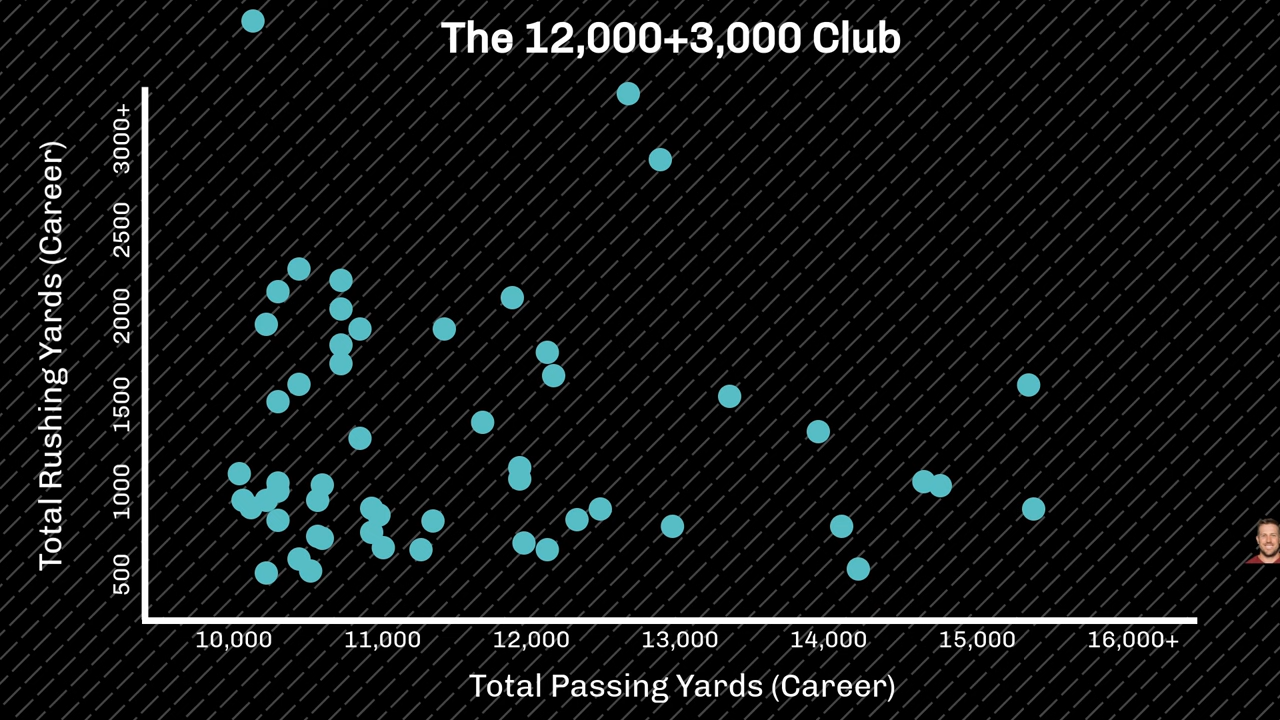 The 12,000+3,000 Club
Total Rushing Yards (Career)
3000+
2500
2000
1500
1000
500
10,000 11,000 12,000 13,000 14,000 15,000 16,000+
Total Passing Yards (Career)